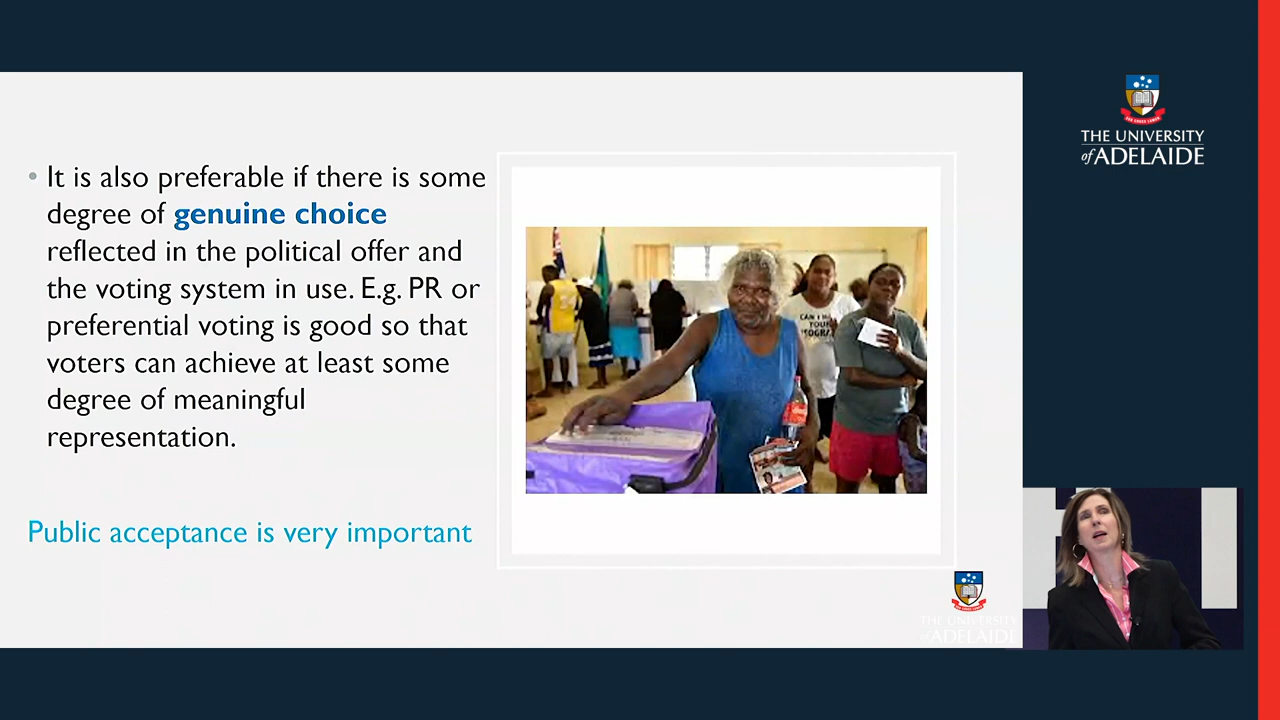 • It is also preferable if there is some
degree of genuine choice
reflected in the political offer and
the voting system in use. E.g. PR or
preferential voting is good so that
voters can achieve at least some
degree of meaningful
representation.
Public acceptance is very important
THE UNIVERSITY
of ADELAIDE
THE UNIVERSITY
of ADELAIDE